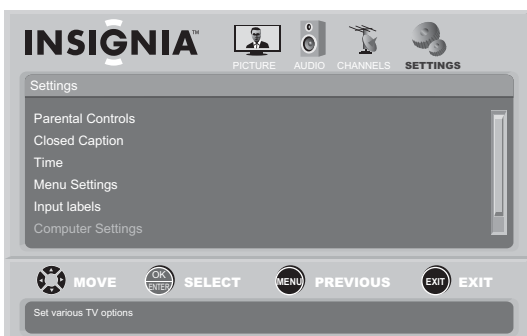 INSIGNIA™
PICTURE AUDIO CHANNELS SETTINGS
Settings
Parental Controls
Closed Caption
Time
Menu Settings
Input labels
Computer Settings
MOVE OK ENTER SELECT MENU PREVIOUS EXIT EXIT
Set various TV options